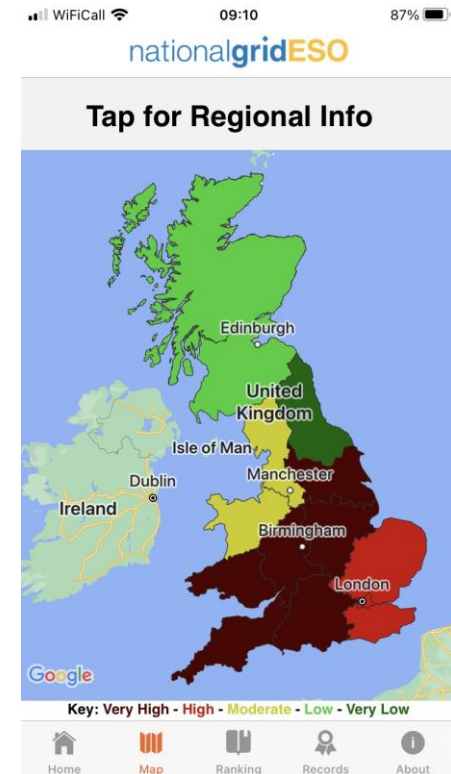 WiFiCall 09:10 87%
nationalgridESO
Tap for Regional Info
Edinburgh
United
Kingdom
Isle of Man
Dublin
Manchester
Ireland
Birmingham
London
Google
Key: Very High - High - Moderate - Low - Very Low
Home Map Ranking Records About